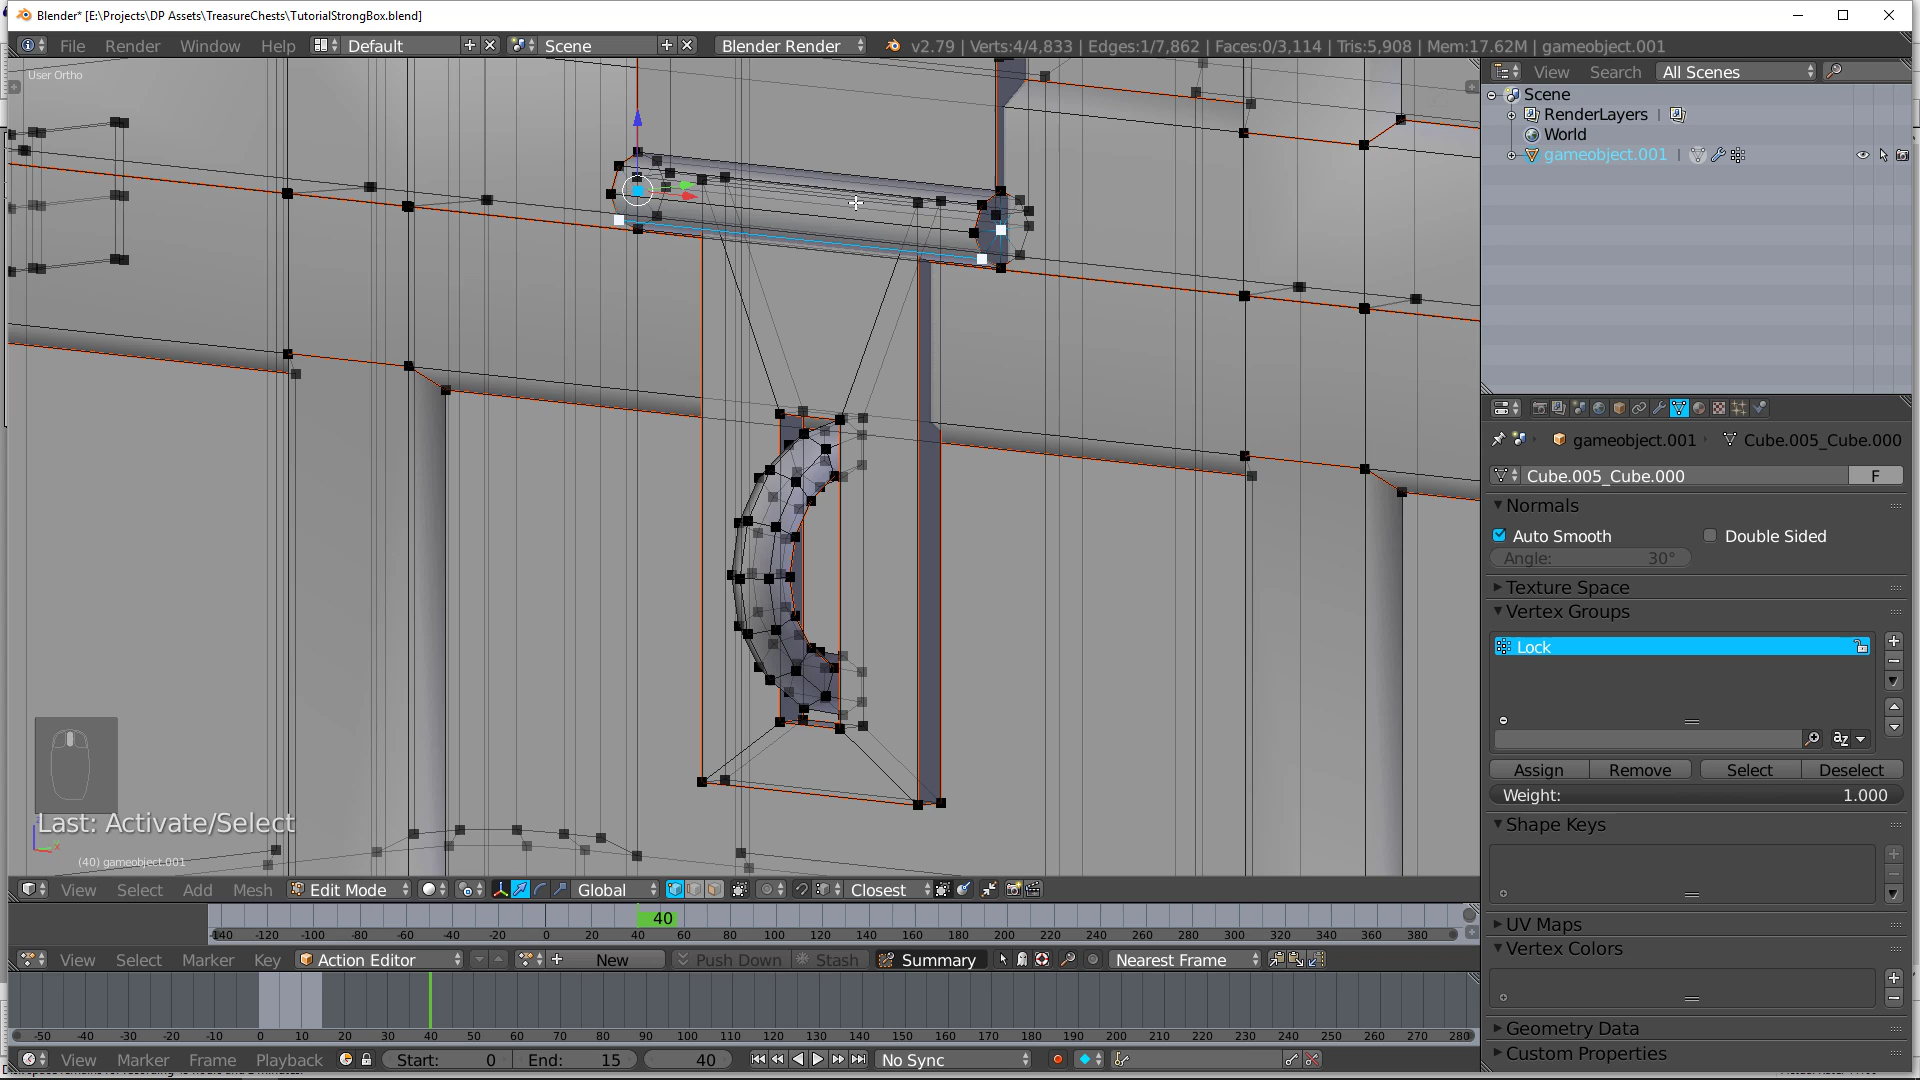 Blender* [E:\Projects\DP Assets\TreasureChests\TutorialStrongBox.blend]
File Render Window Help Default Scene Blender Render v2.79 | Verts:4/4,833 | Edges:1/7,862 | Faces:0/3,114 | Tris:5,908 | Mem:17.62M | gameobject.001
User Ortho
View Search All Scenes
Scene
RenderLayers
World
gameobject.001
gameobject.001 Cube.005_Cube.000
Cube.005_Cube.000 F
Normals
Auto Smooth Double Sided
Angle: 30°
Texture Space
Vertex Groups
Lock
Assign Remove Select Deselect
Weight: 1.000
Shape Keys
UV Maps
Vertex Colors
Geometry Data
Custom Properties
Last: Activate/Select
(40) gameobject.001
View Select Add Mesh Edit Mode Global Closest
40
-140 -120 -100 -80 -60 -40 -20 0 20 40 60 80 100 120 140 160 180 200 220 240 260 280 300 320 340 360 380
View Select Marker Key Action Editor New Push Down Stash Summary Nearest Frame
-50 -40 -30 -20 -10 0 10 20 30 40 50 60 70 80 90 100 110 120 130 140 150 160 170 180 190 200 210 220 230 240 250 260 270 280
View Marker Frame Playback Start: 0 End: 15 40 No Sync